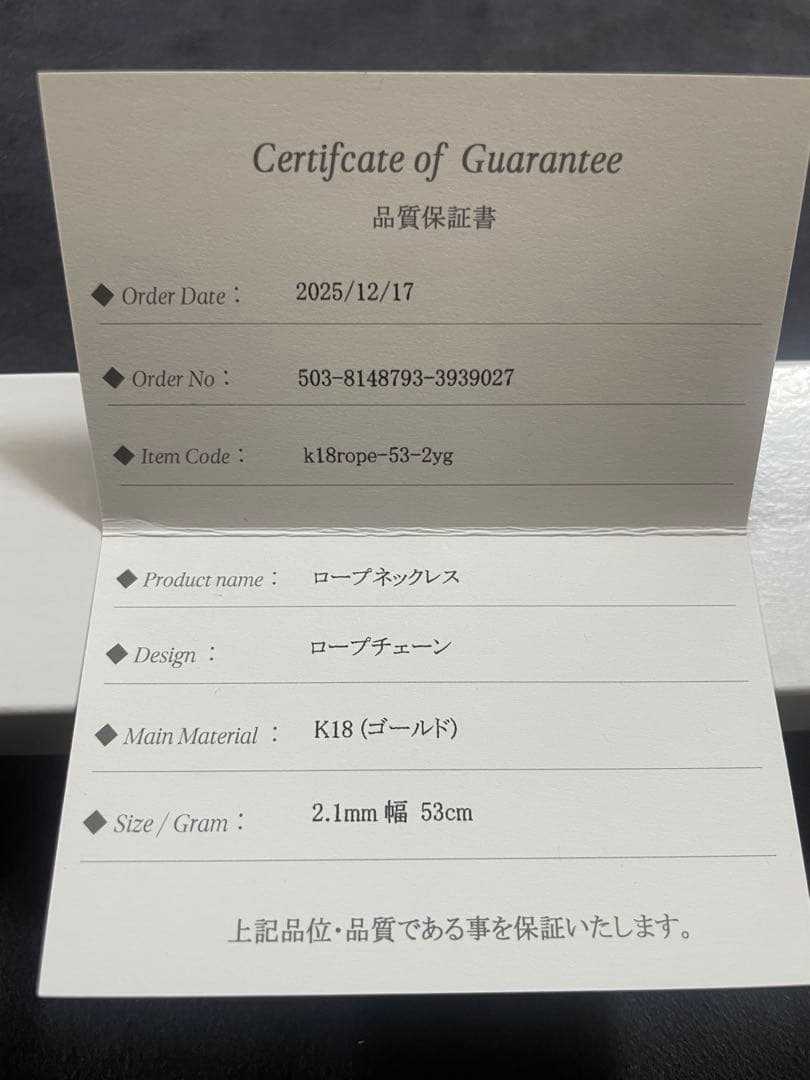 Certifcate of Guarantee
品質保証書
◆ Order Date： 2025/12/17
◆ Order No： 503-8148793-3939027
◆ Item Code： k18rope-53-2yg
◆ Product name： ロープネックレス
◆ Design ： ロープチェーン
◆ Main Material ： K18 (ゴールド)
◆ Size / Gram： 2.1mm 幅 53cm
上記品位・品質である事を保証いたします。